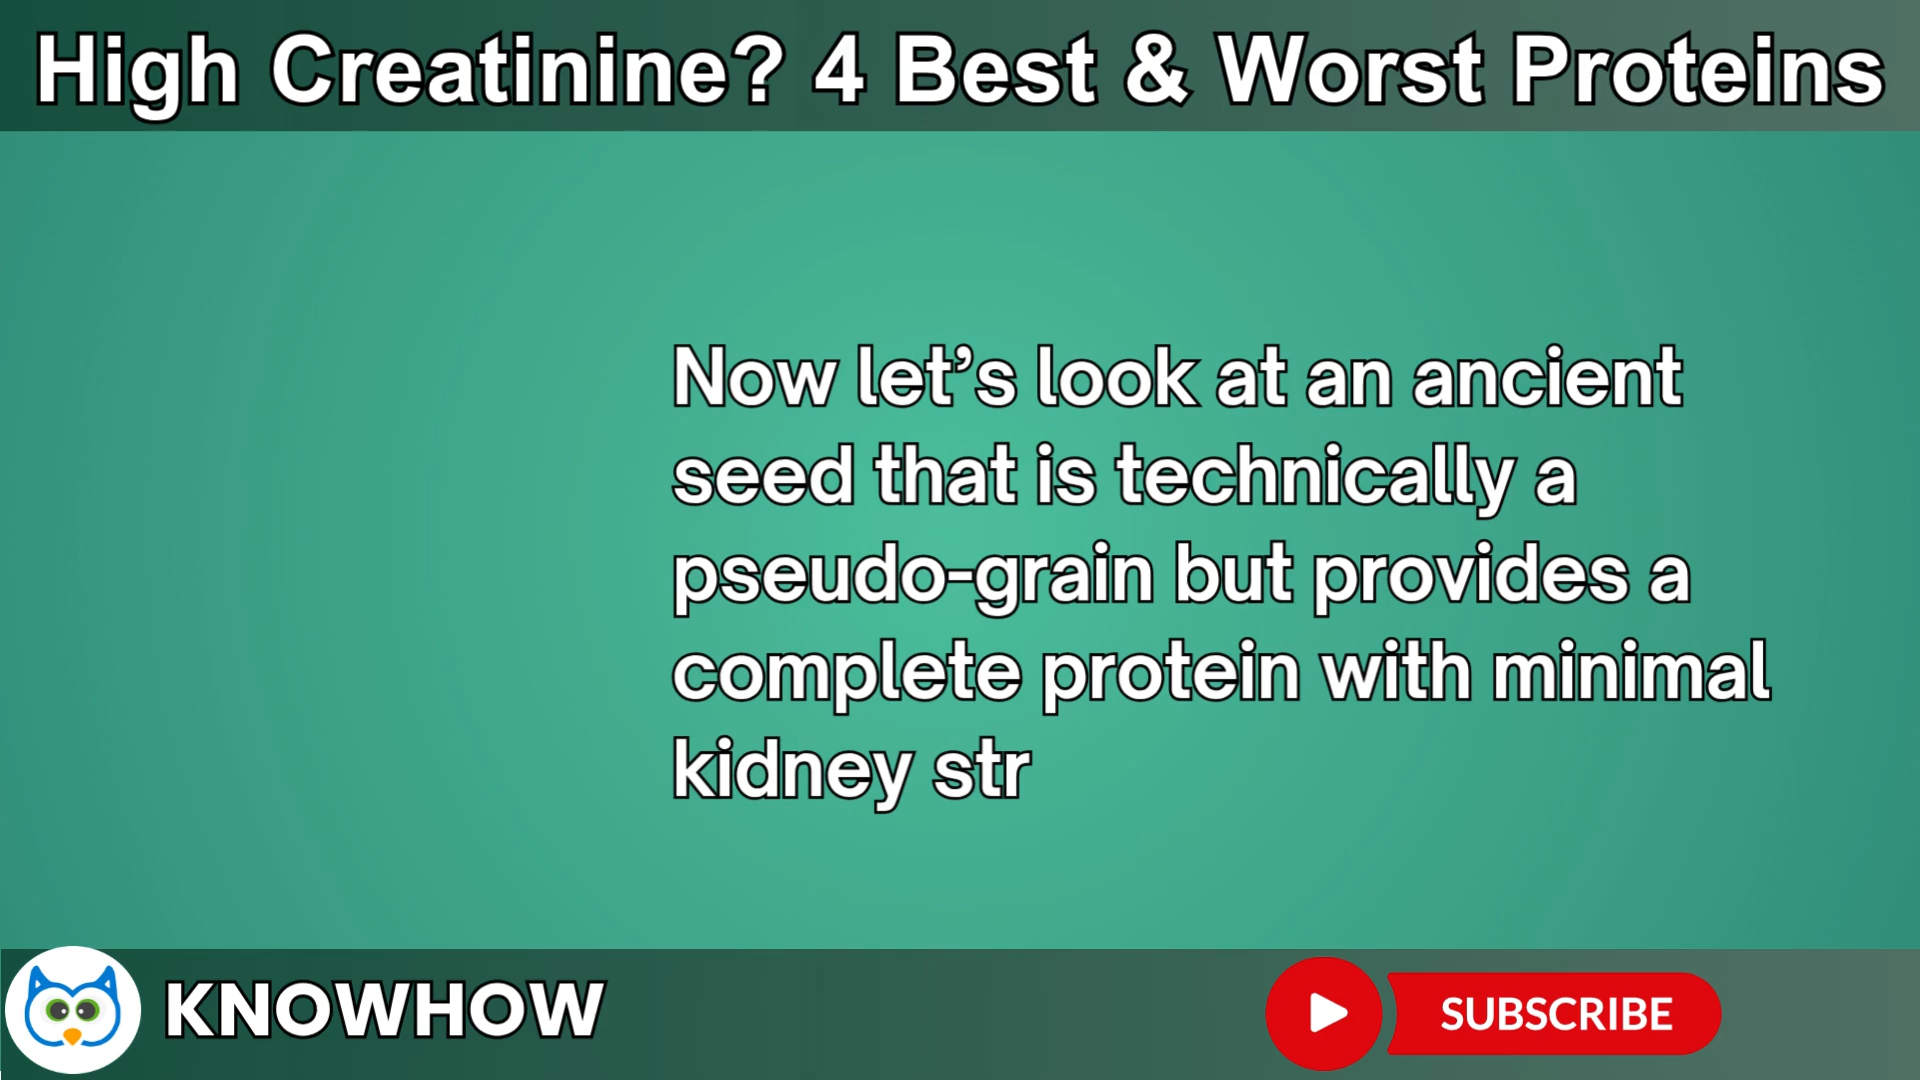 High Creatinine? 4 Best & Worst Proteins
Now let’s look at an ancient
seed that is technically a
pseudo-grain but provides a
complete protein with minimal
kidney str
KNOWHOW
SUBSCRIBE